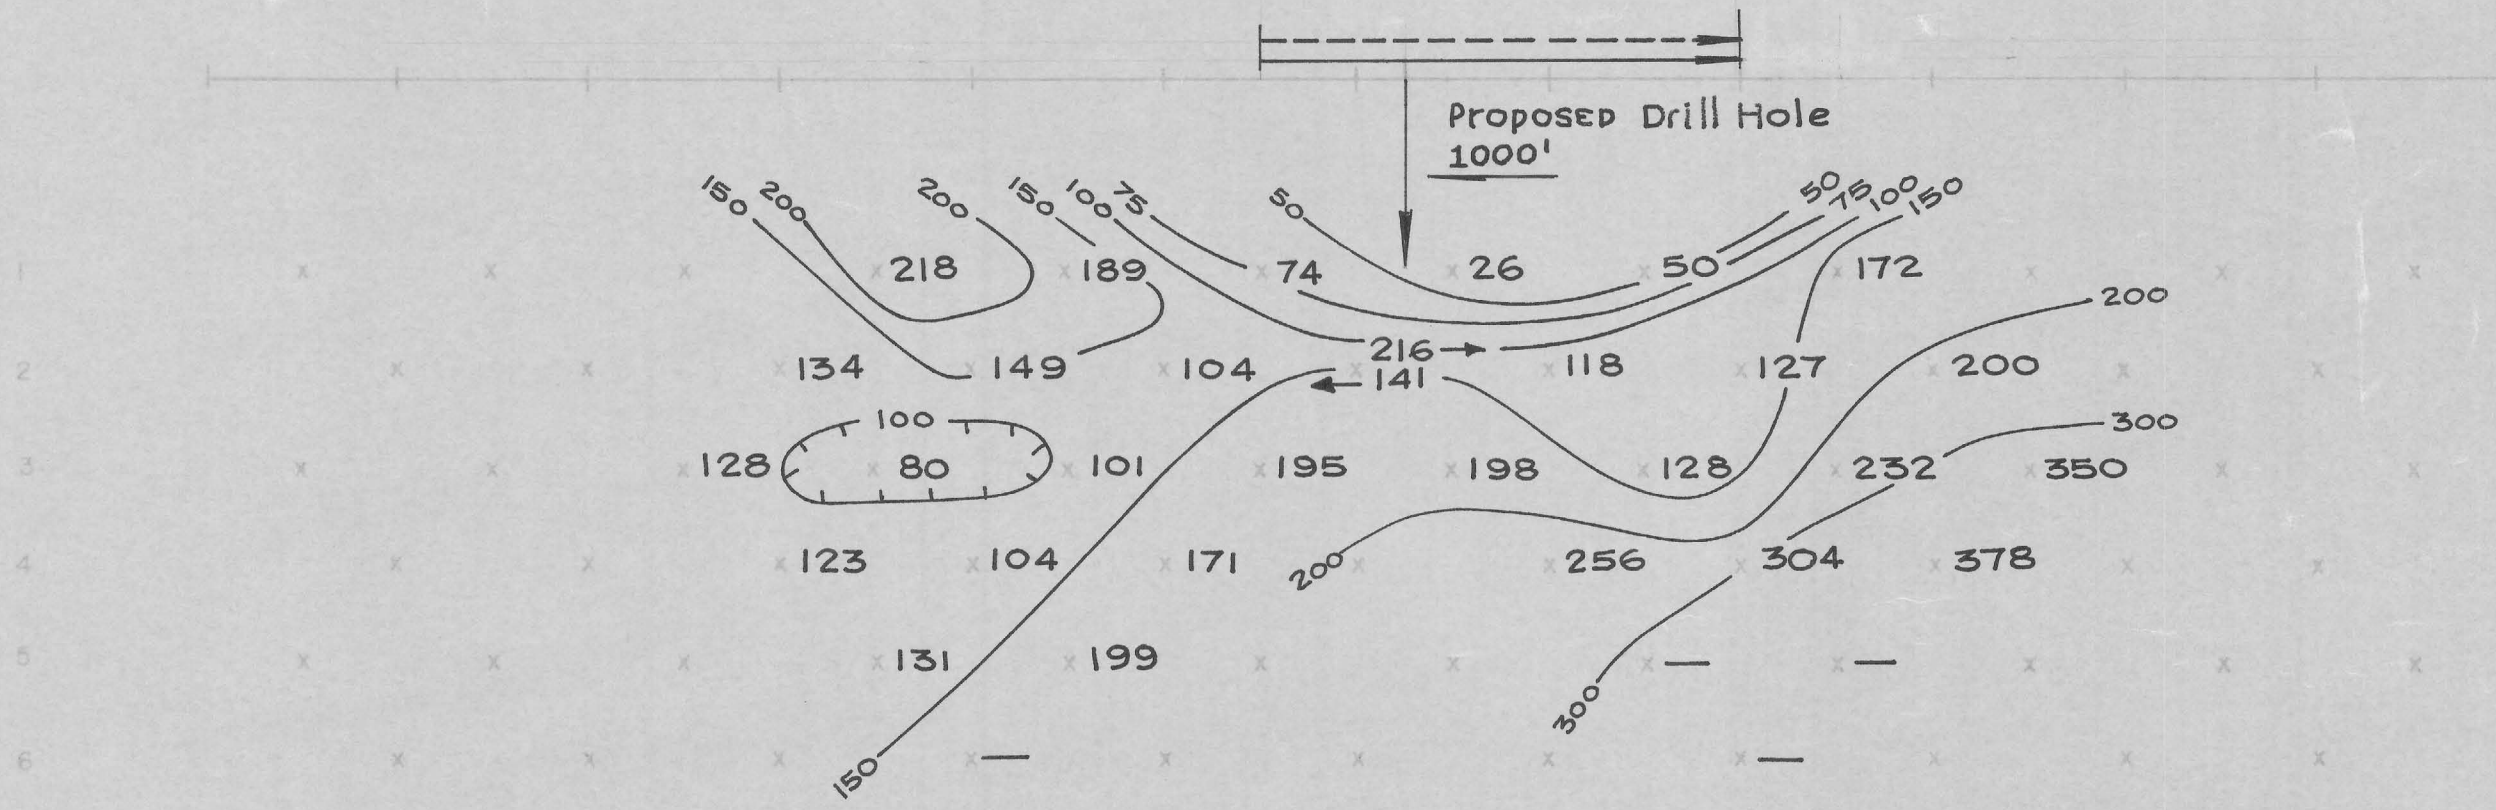 Proposed Drill Hole
1000'
150 200 200 150 100 75 50 50 75 100 150
1 218 189 74 26 50 172
200
216
2 134 149 104 118 127 200
141
100 300
3 128 80 101 195 198 128 232 350
4 123 104 171 200 256 304 378
5 131 199 — —
300
6 — —
150